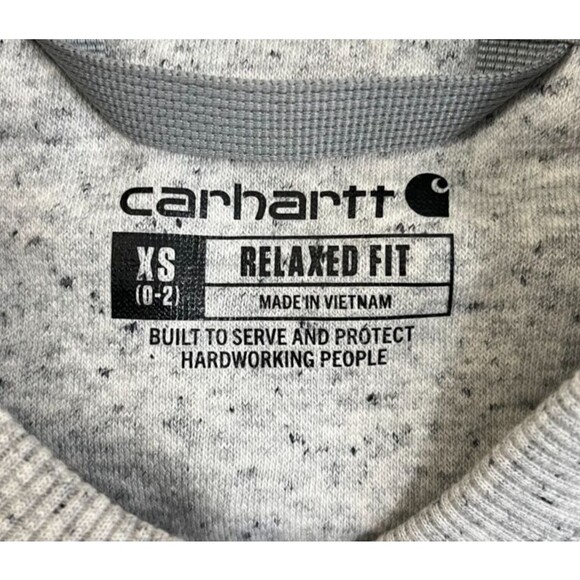 carhartt
XS
(0-2)
RELAXED FIT
MADE IN VIETNAM
BUILT TO SERVE AND PROTECT
HARDWORKING PEOPLE